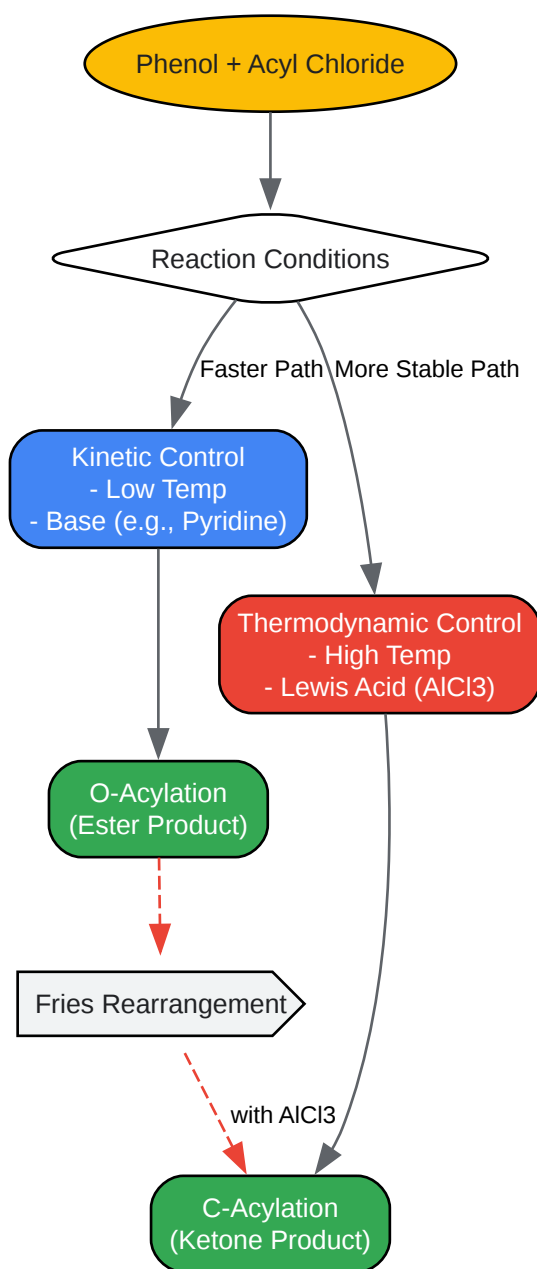 Phenol + Acyl Chloride
Reaction Conditions
Faster Path
More Stable Path
Kinetic Control
- Low Temp
- Base (e.g., Pyridine)
Thermodynamic Control
- High Temp
- Lewis Acid (AlCl3)
O-Acylation
(Ester Product)
Fries Rearrangement
with AlCl3
C-Acylation
(Ketone Product)